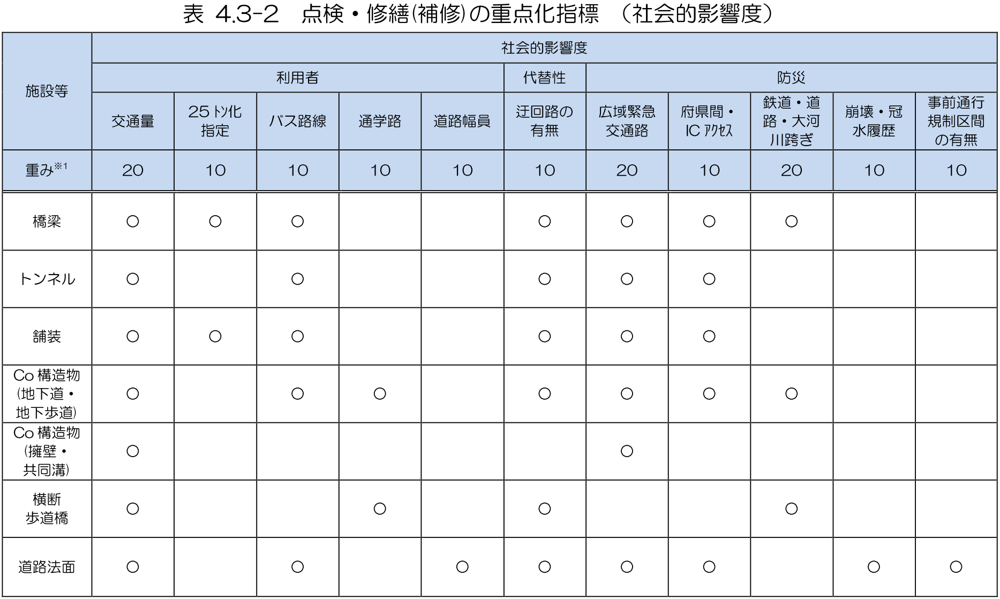 表 4.3-2 点検・修繕(補修)の重点化指標 （社会的影響度）
施設等
社会的影響度
利用者
代替性
防災
交通量
25ﾄﾝ化
指定
バス路線
通学路
道路幅員
迂回路の
有無
広域緊急
交通路
府県間・
IC ｱｸｾｽ
鉄道・道
路・大河
川跨ぎ
崩壊・冠
水履歴
事前通行
規制区間
の有無
重み※1 20 10 10 10 10 10 20 10 20 10 10
橋梁 ○ ○ ○ ○ ○ ○ ○
トンネル ○ ○ ○ ○ ○
舗装 ○ ○ ○ ○ ○ ○
Co 構造物
(地下道・
地下歩道)
○ ○ ○ ○ ○ ○ ○
Co 構造物
(擁壁・
共同溝)
○ ○
横断
歩道橋
○ ○ ○ ○
道路法面 ○ ○ ○ ○ ○ ○ ○ ○